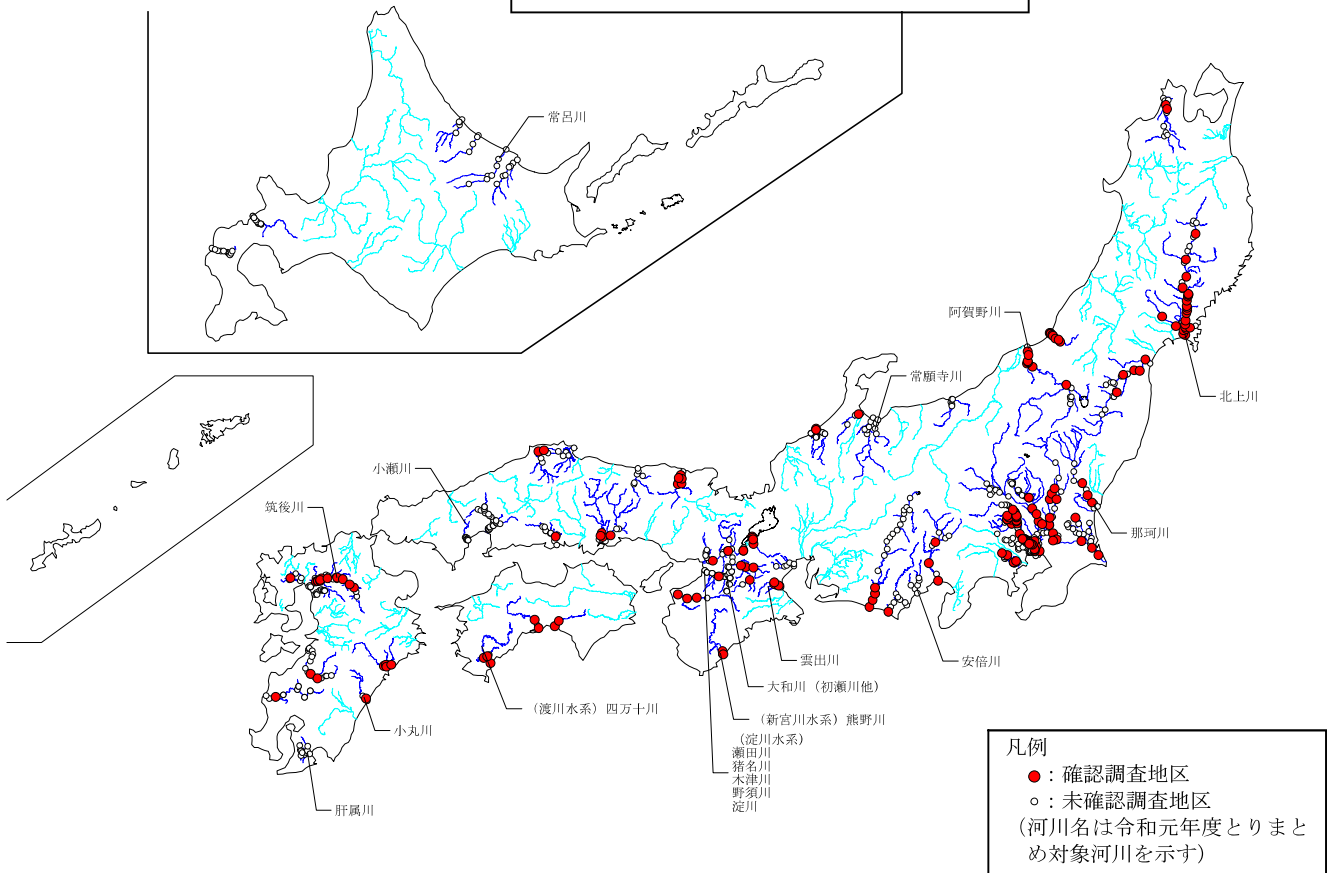 常呂川
阿賀野川
常願寺川
北上川
小瀬川
筑後川
那珂川
雲出川
安倍川
大和川（初瀬川他）
（渡川水系）四万十川
（新宮川水系）熊野川
小丸川
（淀川水系）
瀬田川
猪名川
木津川
野須川
淀川
肝属川
凡例
●：確認調査地区
○：未確認調査地区
（河川名は令和元年度とりまと
め対象河川を示す）